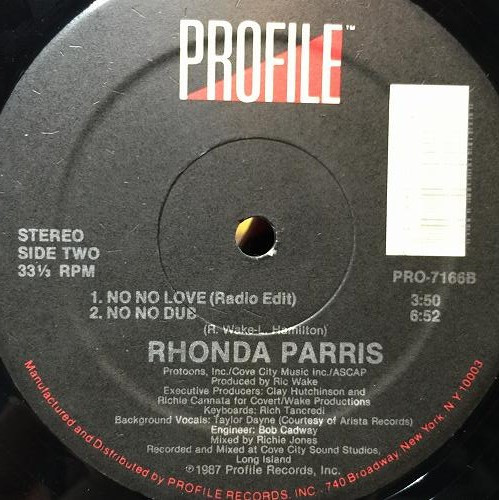 PROFILE™
STEREO
SIDE TWO
33⅓ RPM
PRO-7166B
1. NO NO LOVE (Radio Edit) 3:50
2. NO NO DUB 6:52
(R. Wake-L. Hamilton)
RHONDA PARRIS
Protoons, Inc./Cove City Music Inc./ASCAP
Produced by Ric Wake
Executive Producers: Clay Hutchinson and
Richie Cannata for Covert/Wake Productions
Keyboards: Rich Tancredi
Background Vocals: Taylor Dayne (Courtesy of Arista Records)
Engineer: Bob Cadway
Mixed by Richie Jones
Recorded and Mixed at Cove City Sound Studios,
Long Island
©1987 Profile Records, Inc.
Manufactured and Distributed by PROFILE RECORDS, INC. 740 Broadway, New York, N Y 10003